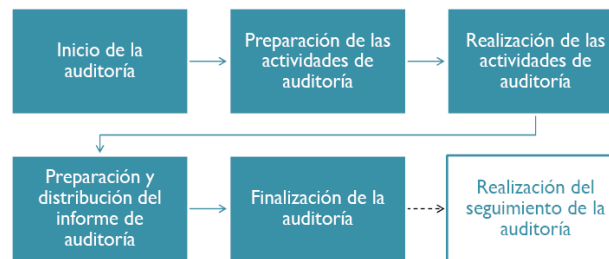 Inicio de la
auditoría
Preparación de las
actividades de
auditoría
Realización de las
actividades de
auditoría
Preparación y
distribución del
informe de
auditoría
Finalización de la
auditoría
Realización del
seguimiento de la
auditoría